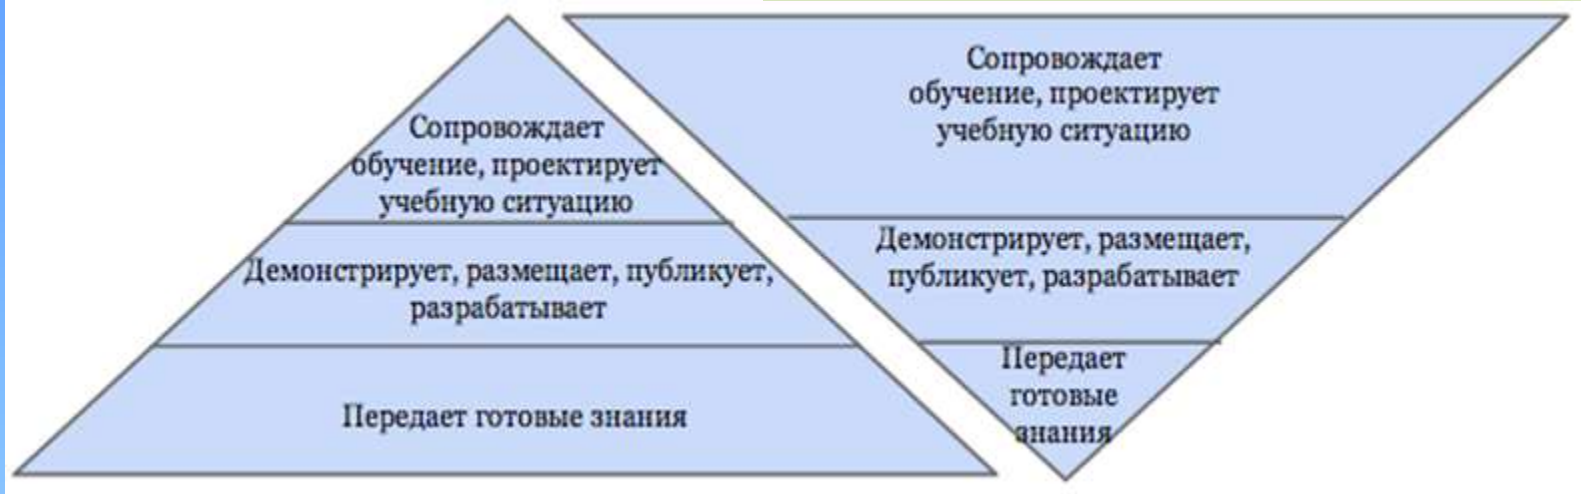 Сопровождает
обучение, проектирует
учебную ситуацию
Демонстрирует, размещает, публикует,
разрабатывает
Передает готовые знания
Сопровождает
обучение, проектирует
учебную ситуацию
Демонстрирует, размещает,
публикует, разрабатывает
Передает
готовые
знания